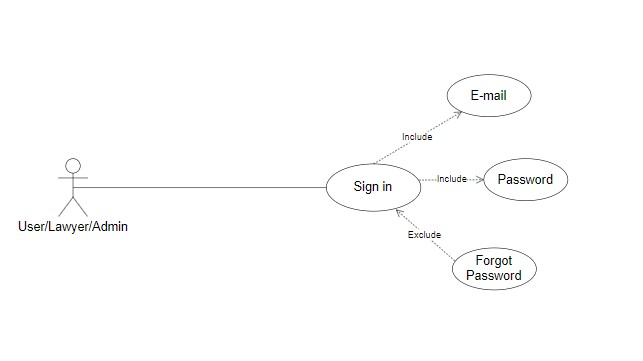 E-mail
Include
Sign in
Include
Password
User/Lawyer/Admin
Exclude
Forgot
Password